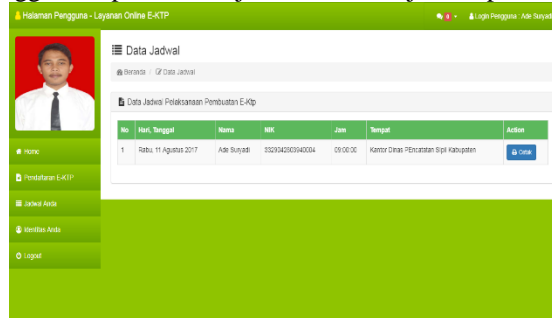 Halaman Pengguna - Layanan Online E-KTP
0
Login Pengguna : Ade Suryadi
Data Jadwal
Beranda / Data Jadwal
Data Jadwal Pelaksanaan Pembuatan E-Ktp
No Hari, Tanggal Nama NIK Jam Tempat Action
1 Rabu, 11 Agustus 2017 Ade Suryadi 3329342603940004 09:00:00 Kantor Dinas PEncatatan Sipil Kabupaten Cetak
Home
Pendaftaran E-KTP
Jadwal Anda
Identitas Anda
Logout